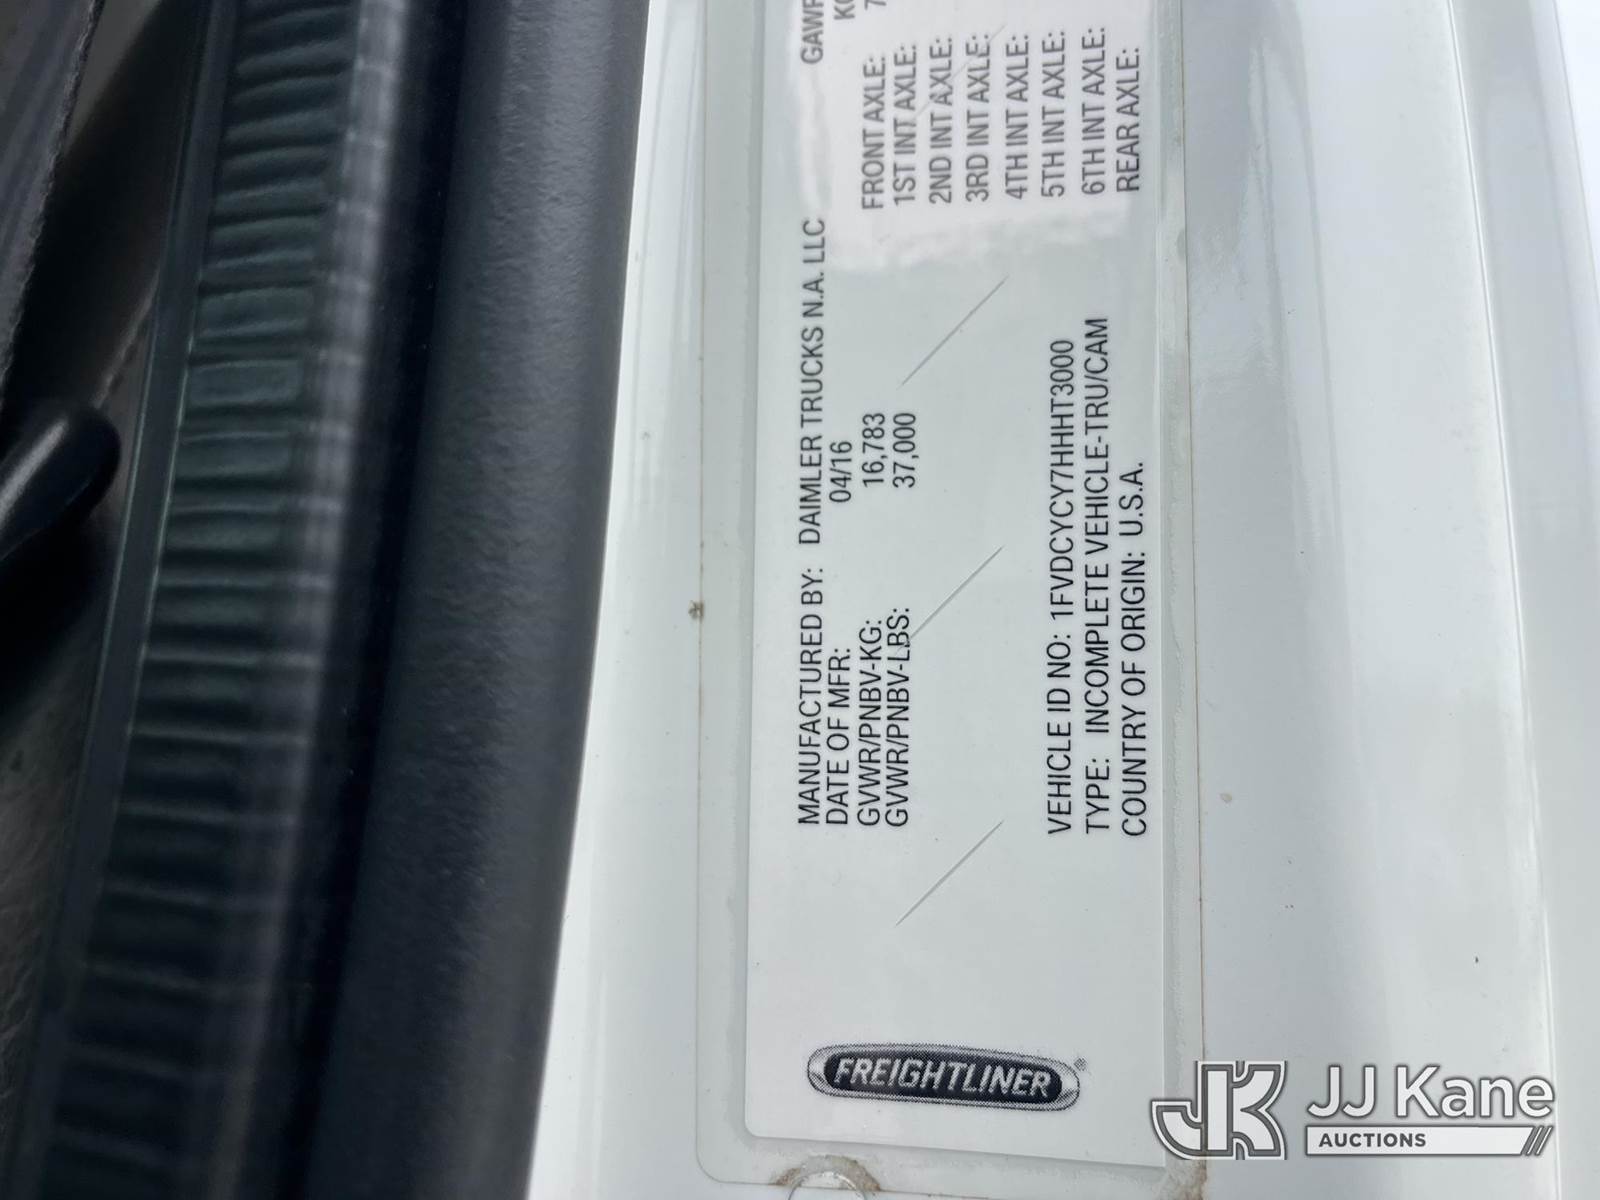 FREIGHTLINER®
MANUFACTURED BY: DAIMLER TRUCKS N.A. LLC
DATE OF MFR: 04/16
GVWR/PNBV-KG: 16,783
GVWR/PNBV-LBS: 37,000
VEHICLE ID NO: 1FVDCYCY7HHHT3000
TYPE: INCOMPLETE VEHICLE-TRU/CAM
COUNTRY OF ORIGIN: U.S.A.
FRONT AXLE:
1ST INT AXLE:
2ND INT AXLE:
3RD INT AXLE:
4TH INT AXLE:
5TH INT AXLE:
6TH INT AXLE:
REAR AXLE:
JK JJ Kane
AUCTIONS